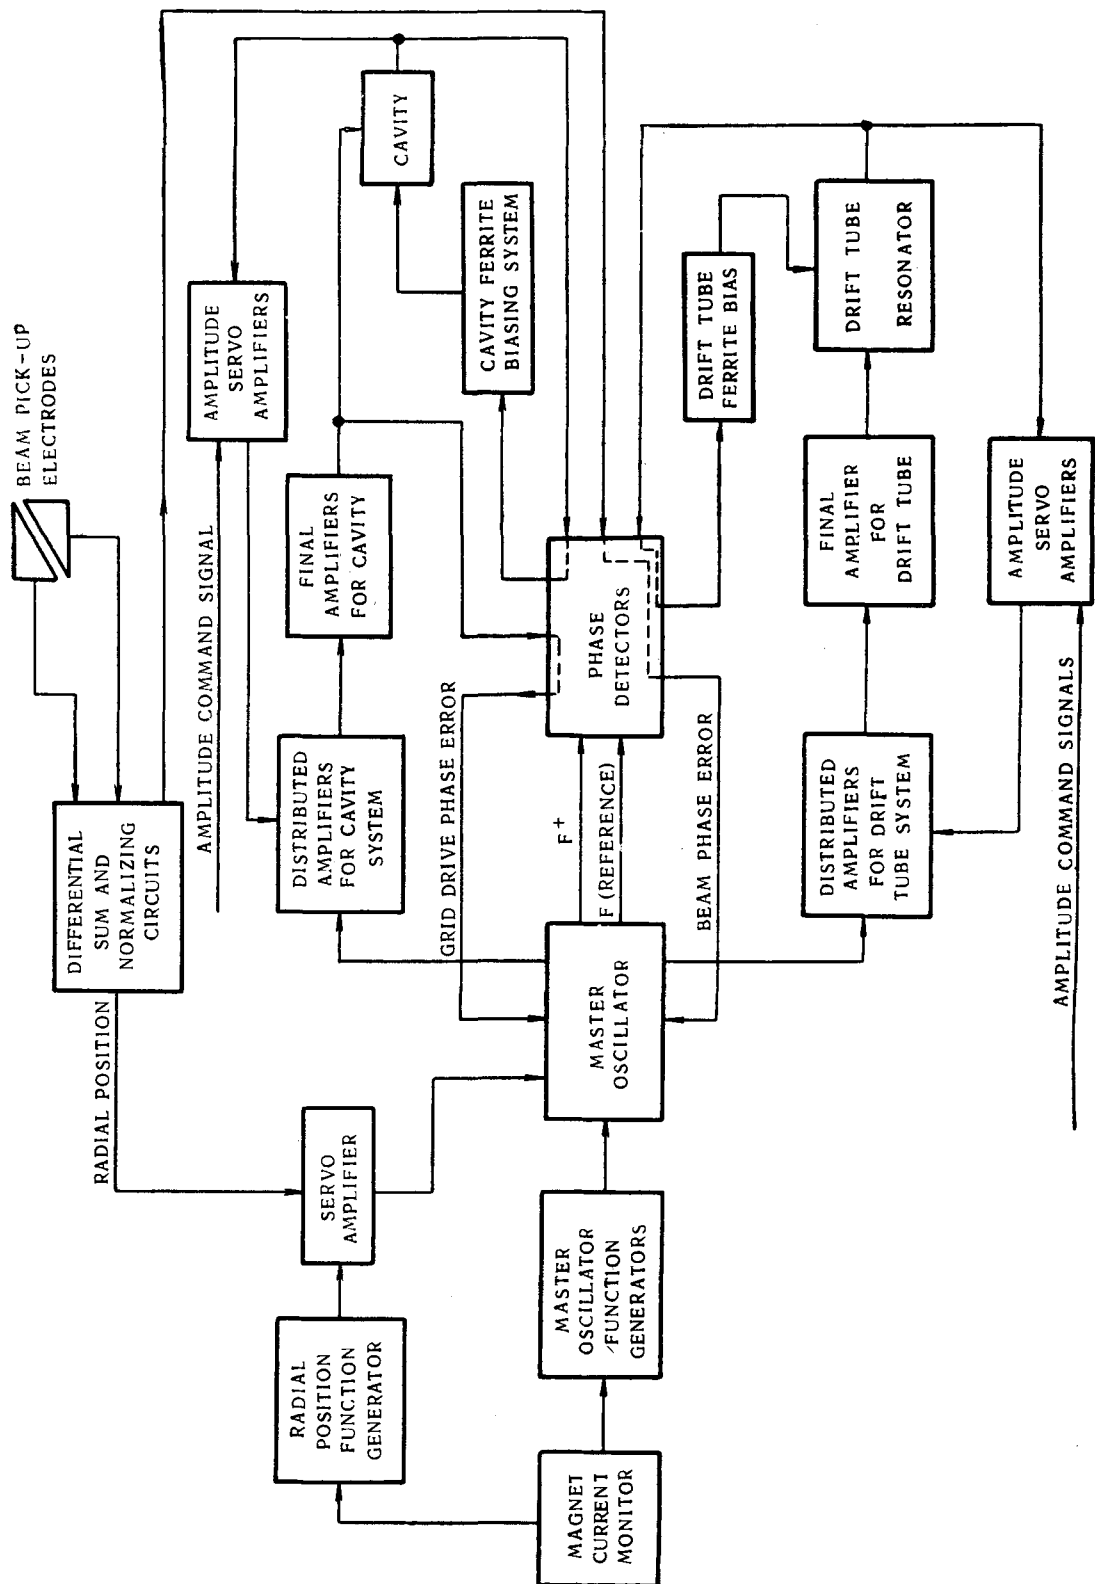 BEAM PICK-UP
ELECTRODES
DIFFERENTIAL
SUM AND
NORMALIZING
CIRCUITS
RADIAL POSITION
AMPLITUDE COMMAND SIGNAL
AMPLITUDE
SERVO
AMPLIFIERS
CAVITY
CAVITY FERRITE
BIASING SYSTEM
FINAL
AMPLIFIERS
FOR CAVITY
DISTRIBUTED
AMPLIFIERS
FOR CAVITY
SYSTEM
GRID DRIVE PHASE ERROR
SERVO
AMPLIFIER
RADIAL
POSITION
FUNCTION
GENERATOR
MAGNET
CURRENT
MONITOR
MASTER
OSCILLATOR
FUNCTION
GENERATORS
MASTER
OSCILLATOR
F+
F (REFERENCE)
PHASE
DETECTORS
BEAM PHASE ERROR
DRIFT TUBE
FERRITE BIAS
DRIFT TUBE
RESONATOR
FINAL
AMPLIFIER
FOR
DRIFT TUBE
DISTRIBUTED
AMPLIFIERS
FOR DRIFT
TUBE SYSTEM
AMPLITUDE
SERVO
AMPLIFIERS
AMPLITUDE COMMAND SIGNALS